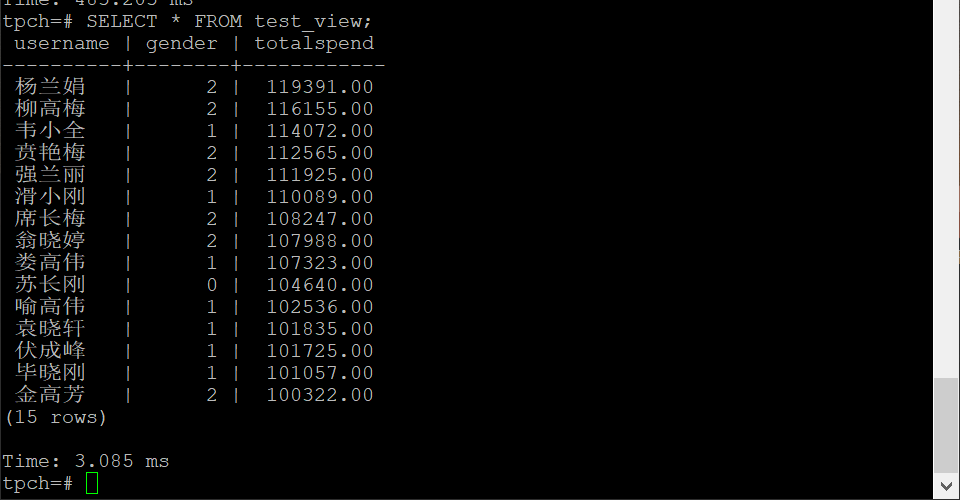 Time: 485.205 ms
tpch=# SELECT * FROM test_view;
 username | gender | totalspend
----------+--------+------------
 杨兰娟   |      2 |  119391.00
 柳高梅   |      2 |  116155.00
 韦小全   |      1 |  114072.00
 贲艳梅   |      2 |  112565.00
 强兰丽   |      2 |  111925.00
 滑小刚   |      1 |  110089.00
 席长梅   |      2 |  108247.00
 翁晓婷   |      2 |  107988.00
 娄高伟   |      1 |  107323.00
 苏长刚   |      0 |  104640.00
 喻高伟   |      1 |  102536.00
 袁晓轩   |      1 |  101835.00
 伏成峰   |      1 |  101725.00
 毕晓刚   |      1 |  101057.00
 金高芳   |      2 |  100322.00
(15 rows)
Time: 3.085 ms
tpch=#